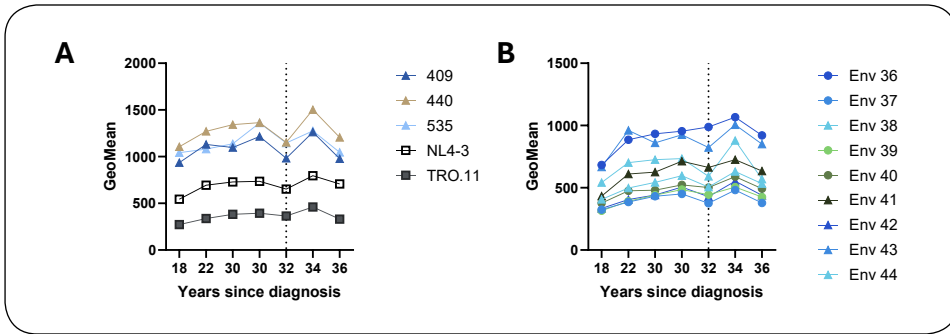 A
GeoMean
2000
1500
1000
500
0
18 22 30 30 32 34 36
Years since diagnosis
409
440
535
NL4-3
TRO.11
B
GeoMean
1500
1000
500
0
18 22 30 30 32 34 36
Years since diagnosis
Env 36
Env 37
Env 38
Env 39
Env 40
Env 41
Env 42
Env 43
Env 44